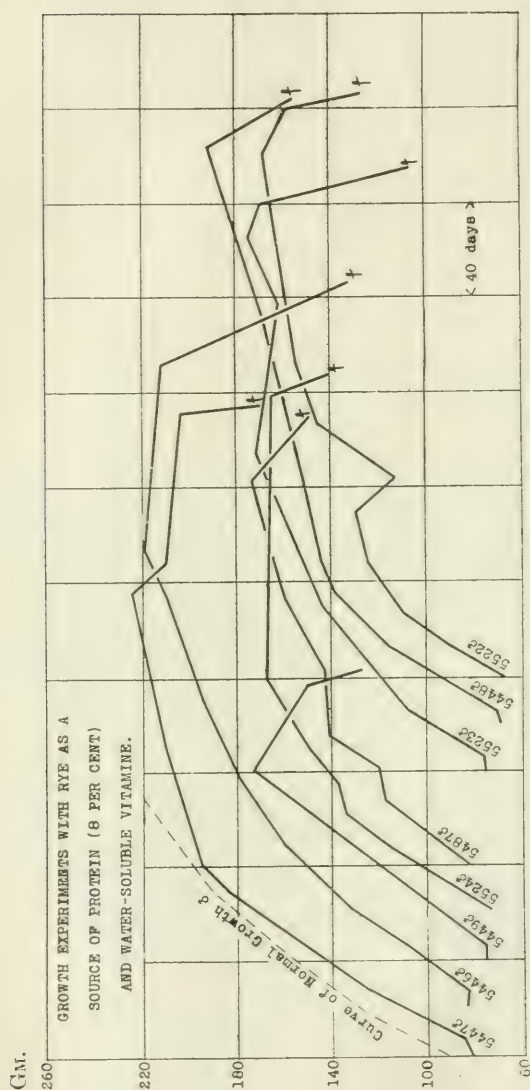 GM.
260
220
180
140
100
60
GROWTH EXPERIMENTS WITH RYE AS A
SOURCE OF PROTEIN (8 PER CENT)
AND WATER-SOLUBLE VITAMINE.
Curve of Normal Growth ♂
5447♂
5446♂
5449♂
5524♂
5487♂
5523♂
5448♂
5522♂
< 40 days >